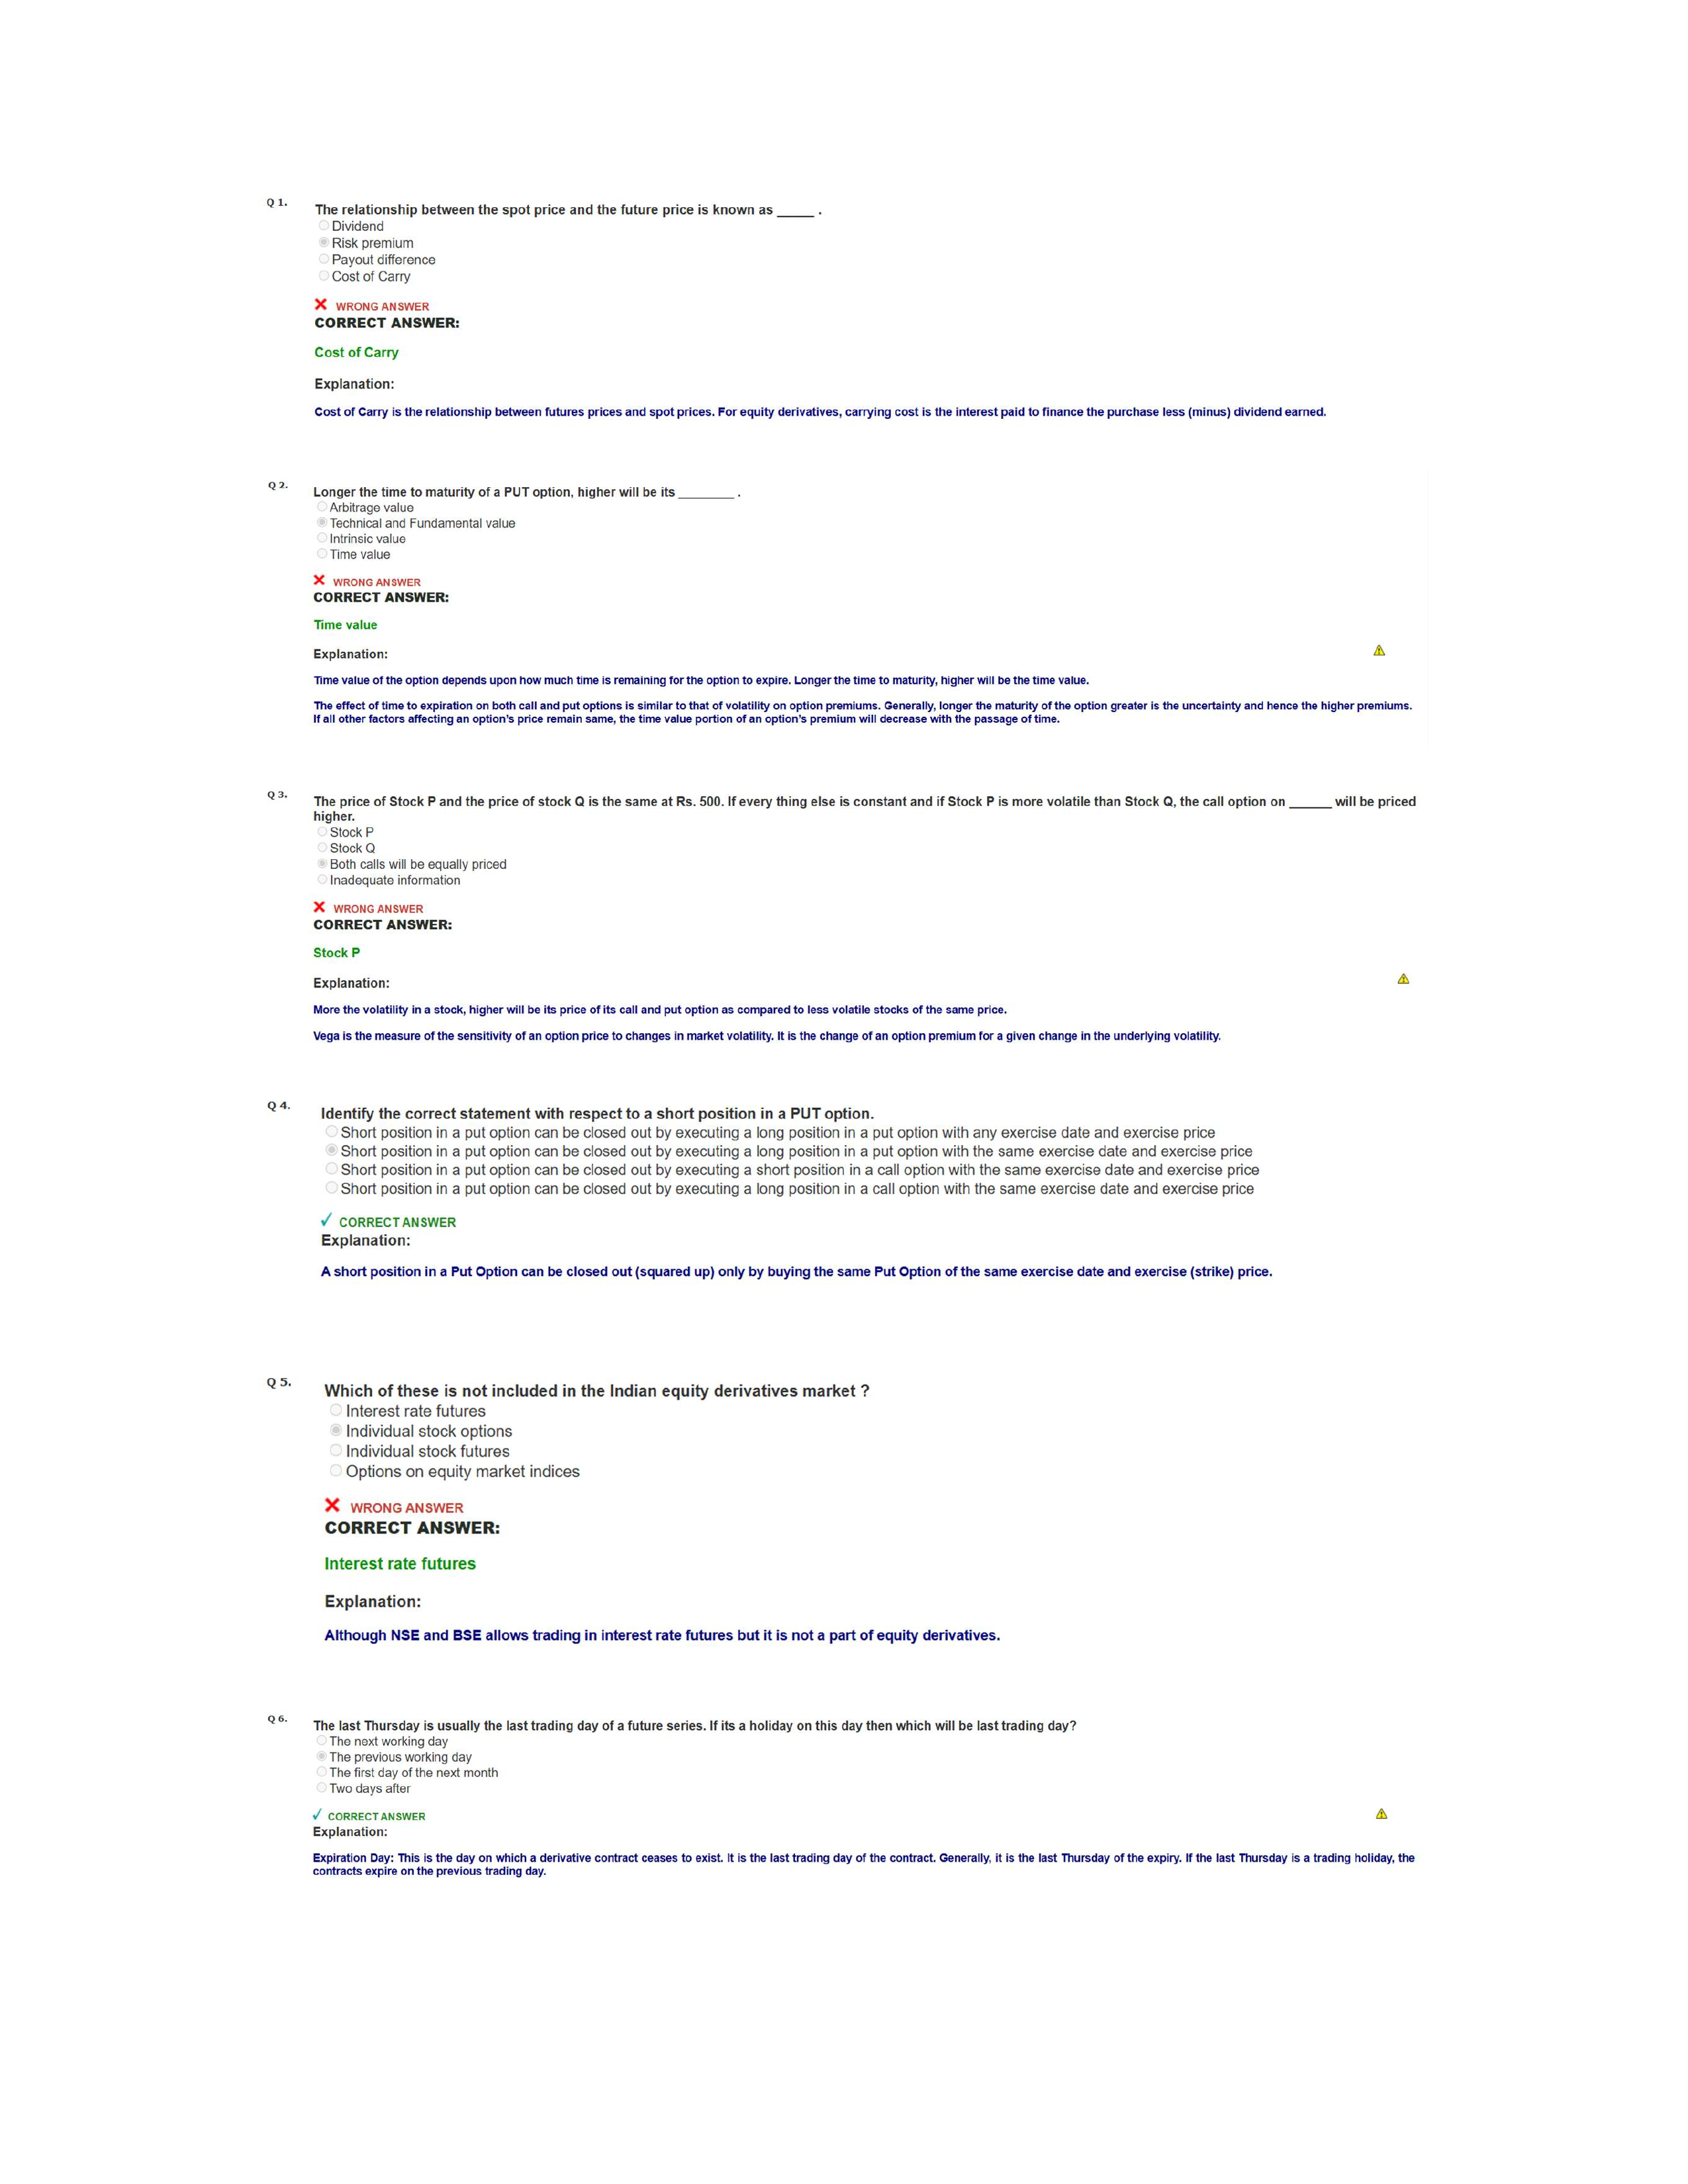 Q 1.
The relationship between the spot price and the future price is known as _____ .
Dividend
Risk premium
Payout difference
Cost of Carry
WRONG ANSWER
CORRECT ANSWER:
Cost of Carry
Explanation:
Cost of Carry is the relationship between futures prices and spot prices. For equity derivatives, carrying cost is the interest paid to finance the purchase less (minus) dividend earned.
Q 2.
Longer the time to maturity of a PUT option, higher will be its ________ .
Arbitrage value
Technical and Fundamental value
Intrinsic value
Time value
WRONG ANSWER
CORRECT ANSWER:
Time value
Explanation:
Time value of the option depends upon how much time is remaining for the option to expire. Longer the time to maturity, higher will be the time value.
The effect of time to expiration on both call and put options is similar to that of volatility on option premiums. Generally, longer the maturity of the option greater is the uncertainty and hence the higher premiums.
If all other factors affecting an option's price remain same, the time value portion of an option's premium will decrease with the passage of time.
Q 3.
The price of Stock P and the price of stock Q is the same at Rs. 500. If every thing else is constant and if Stock P is more volatile than Stock Q, the call option on ______ will be priced
higher.
Stock P
Stock Q
Both calls will be equally priced
Inadequate information
WRONG ANSWER
CORRECT ANSWER:
Stock P
Explanation:
More the volatility in a stock, higher will be its price of its call and put option as compared to less volatile stocks of the same price.
Vega is the measure of the sensitivity of an option price to changes in market volatility. It is the change of an option premium for a given change in the underlying volatility.
Q 4.
Identify the correct statement with respect to a short position in a PUT option.
Short position in a put option can be closed out by executing a long position in a put option with any exercise date and exercise price
Short position in a put option can be closed out by executing a long position in a put option with the same exercise date and exercise price
Short position in a put option can be closed out by executing a short position in a call option with the same exercise date and exercise price
Short position in a put option can be closed out by executing a long position in a call option with the same exercise date and exercise price
CORRECT ANSWER
Explanation:
A short position in a Put Option can be closed out (squared up) only by buying the same Put Option of the same exercise date and exercise (strike) price.
Q 5.
Which of these is not included in the Indian equity derivatives market ?
Interest rate futures
Individual stock options
Individual stock futures
Options on equity market indices
WRONG ANSWER
CORRECT ANSWER:
Interest rate futures
Explanation:
Although NSE and BSE allows trading in interest rate futures but it is not a part of equity derivatives.
Q 6.
The last Thursday is usually the last trading day of a future series. If its a holiday on this day then which will be last trading day?
The next working day
The previous working day
The first day of the next month
Two days after
CORRECT ANSWER
Explanation:
Expiration Day: This is the day on which a derivative contract ceases to exist. It is the last trading day of the contract. Generally, it is the last Thursday of the expiry. If the last Thursday is a trading holiday, the
contracts expire on the previous trading day.